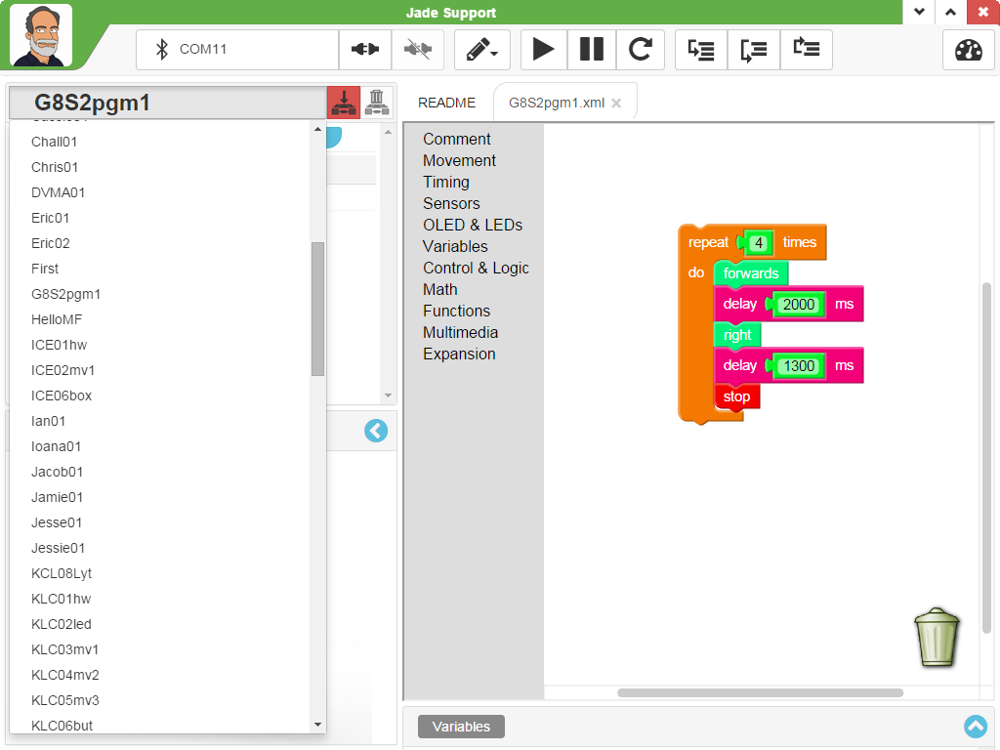 Jade Support
COM11
G8S2pgm1
Chall01
Chris01
DVMA01
Eric01
Eric02
First
G8S2pgm1
HelloMF
ICE01hw
ICE02mv1
ICE06box
Ian01
Ioana01
Jacob01
Jamie01
Jesse01
Jessie01
KCL08Lyt
KLC01hw
KLC02led
KLC03mv1
KLC04mv2
KLC05mv3
KLC06but
README
G8S2pgm1.xml
Comment
Movement
Timing
Sensors
OLED & LEDs
Variables
Control & Logic
Math
Functions
Multimedia
Expansion
repeat 4 times
do forwards
delay 2000 ms
right
delay 1300 ms
stop
Variables